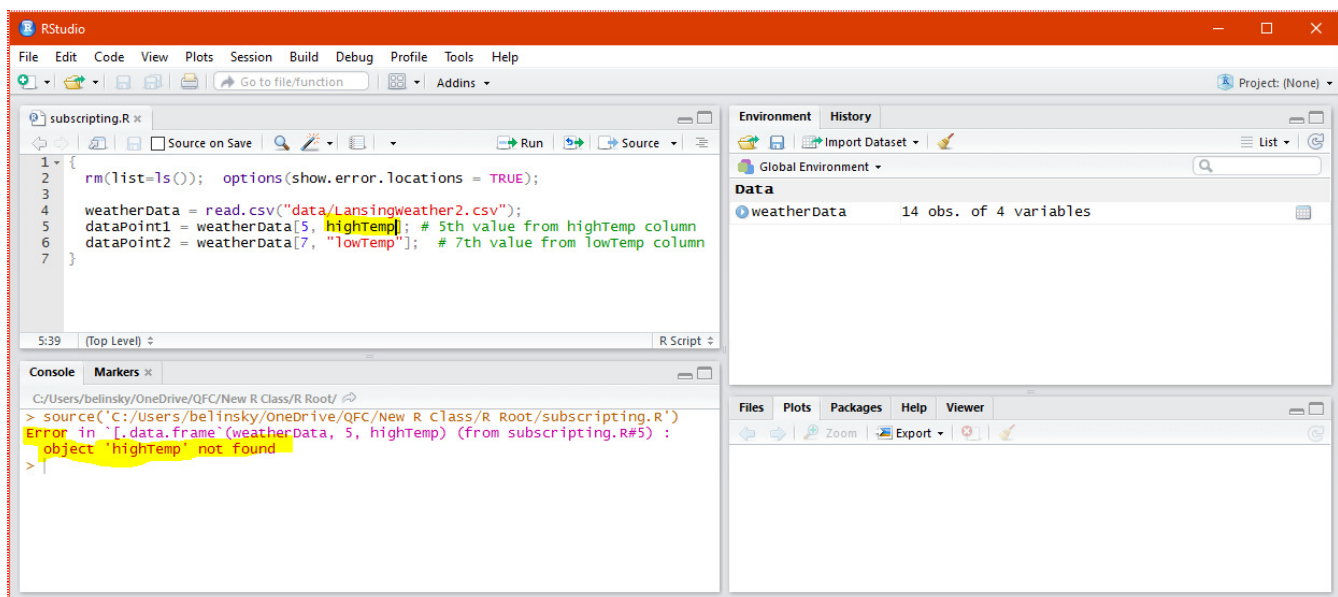 RStudio
File Edit Code View Plots Session Build Debug Profile Tools Help
Go to file/function Addins Project: (None)
subscripting.R
Source on Save Run Source
1 {
2 rm(list=ls()); options(show.error.locations = TRUE);
3
4 weatherData = read.csv("data/LansingWeather2.csv");
5 dataPoint1 = weatherData[5, highTemp]; # 5th value from highTemp column
6 dataPoint2 = weatherData[7, "lowTemp"]; # 7th value from lowTemp column
7 }
5:39 (Top Level) R Script
Console Markers
C:/Users/belinsky/OneDrive/QFC/New R Class/R Root/
> source('C:/Users/belinsky/OneDrive/QFC/New R Class/R Root/subscripting.R')
Error in `[.data.frame`(weatherData, 5, highTemp) (from subscripting.R#5) :
object 'highTemp' not found
>
Environment History
Import Dataset List
Global Environment
Data
weatherData 14 obs. of 4 variables
Files Plots Packages Help Viewer
Zoom Export